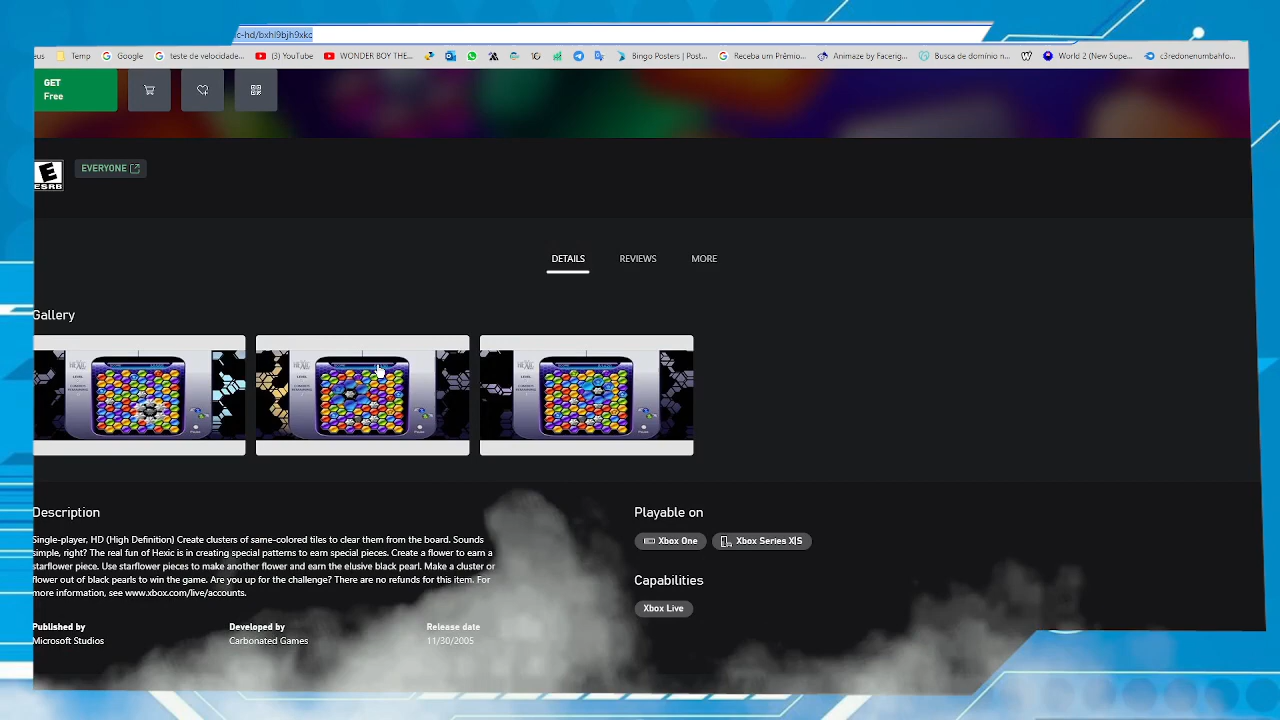 c-hd/bxhl9bjh9xkc
eus Temp Google teste de velocidade... (3) YouTube WONDER BOY THE... Bingo Posters | Post... Receba um Prêmio... Animaze by Facerig... Busca de domínio n... World 2 (New Supe... c3redonenumbahfo...
GET
Free
E
ESRB
EVERYONE
DETAILS REVIEWS MORE
Gallery
Description
Single-player, HD (High Definition) Create clusters of same-colored tiles to clear them from the board. Sounds
simple, right? The real fun of Hexic is in creating special patterns to earn special pieces. Create a flower to earn a
starflower piece. Use starflower pieces to make another flower and earn the elusive black pearl. Make a cluster or
flower out of black pearls to win the game. Are you up for the challenge? There are no refunds for this item. For
more information, see www.xbox.com/live/accounts.
Published by
Microsoft Studios
Developed by
Carbonated Games
Release date
11/30/2005
Playable on
Xbox One Xbox Series X|S
Capabilities
Xbox Live